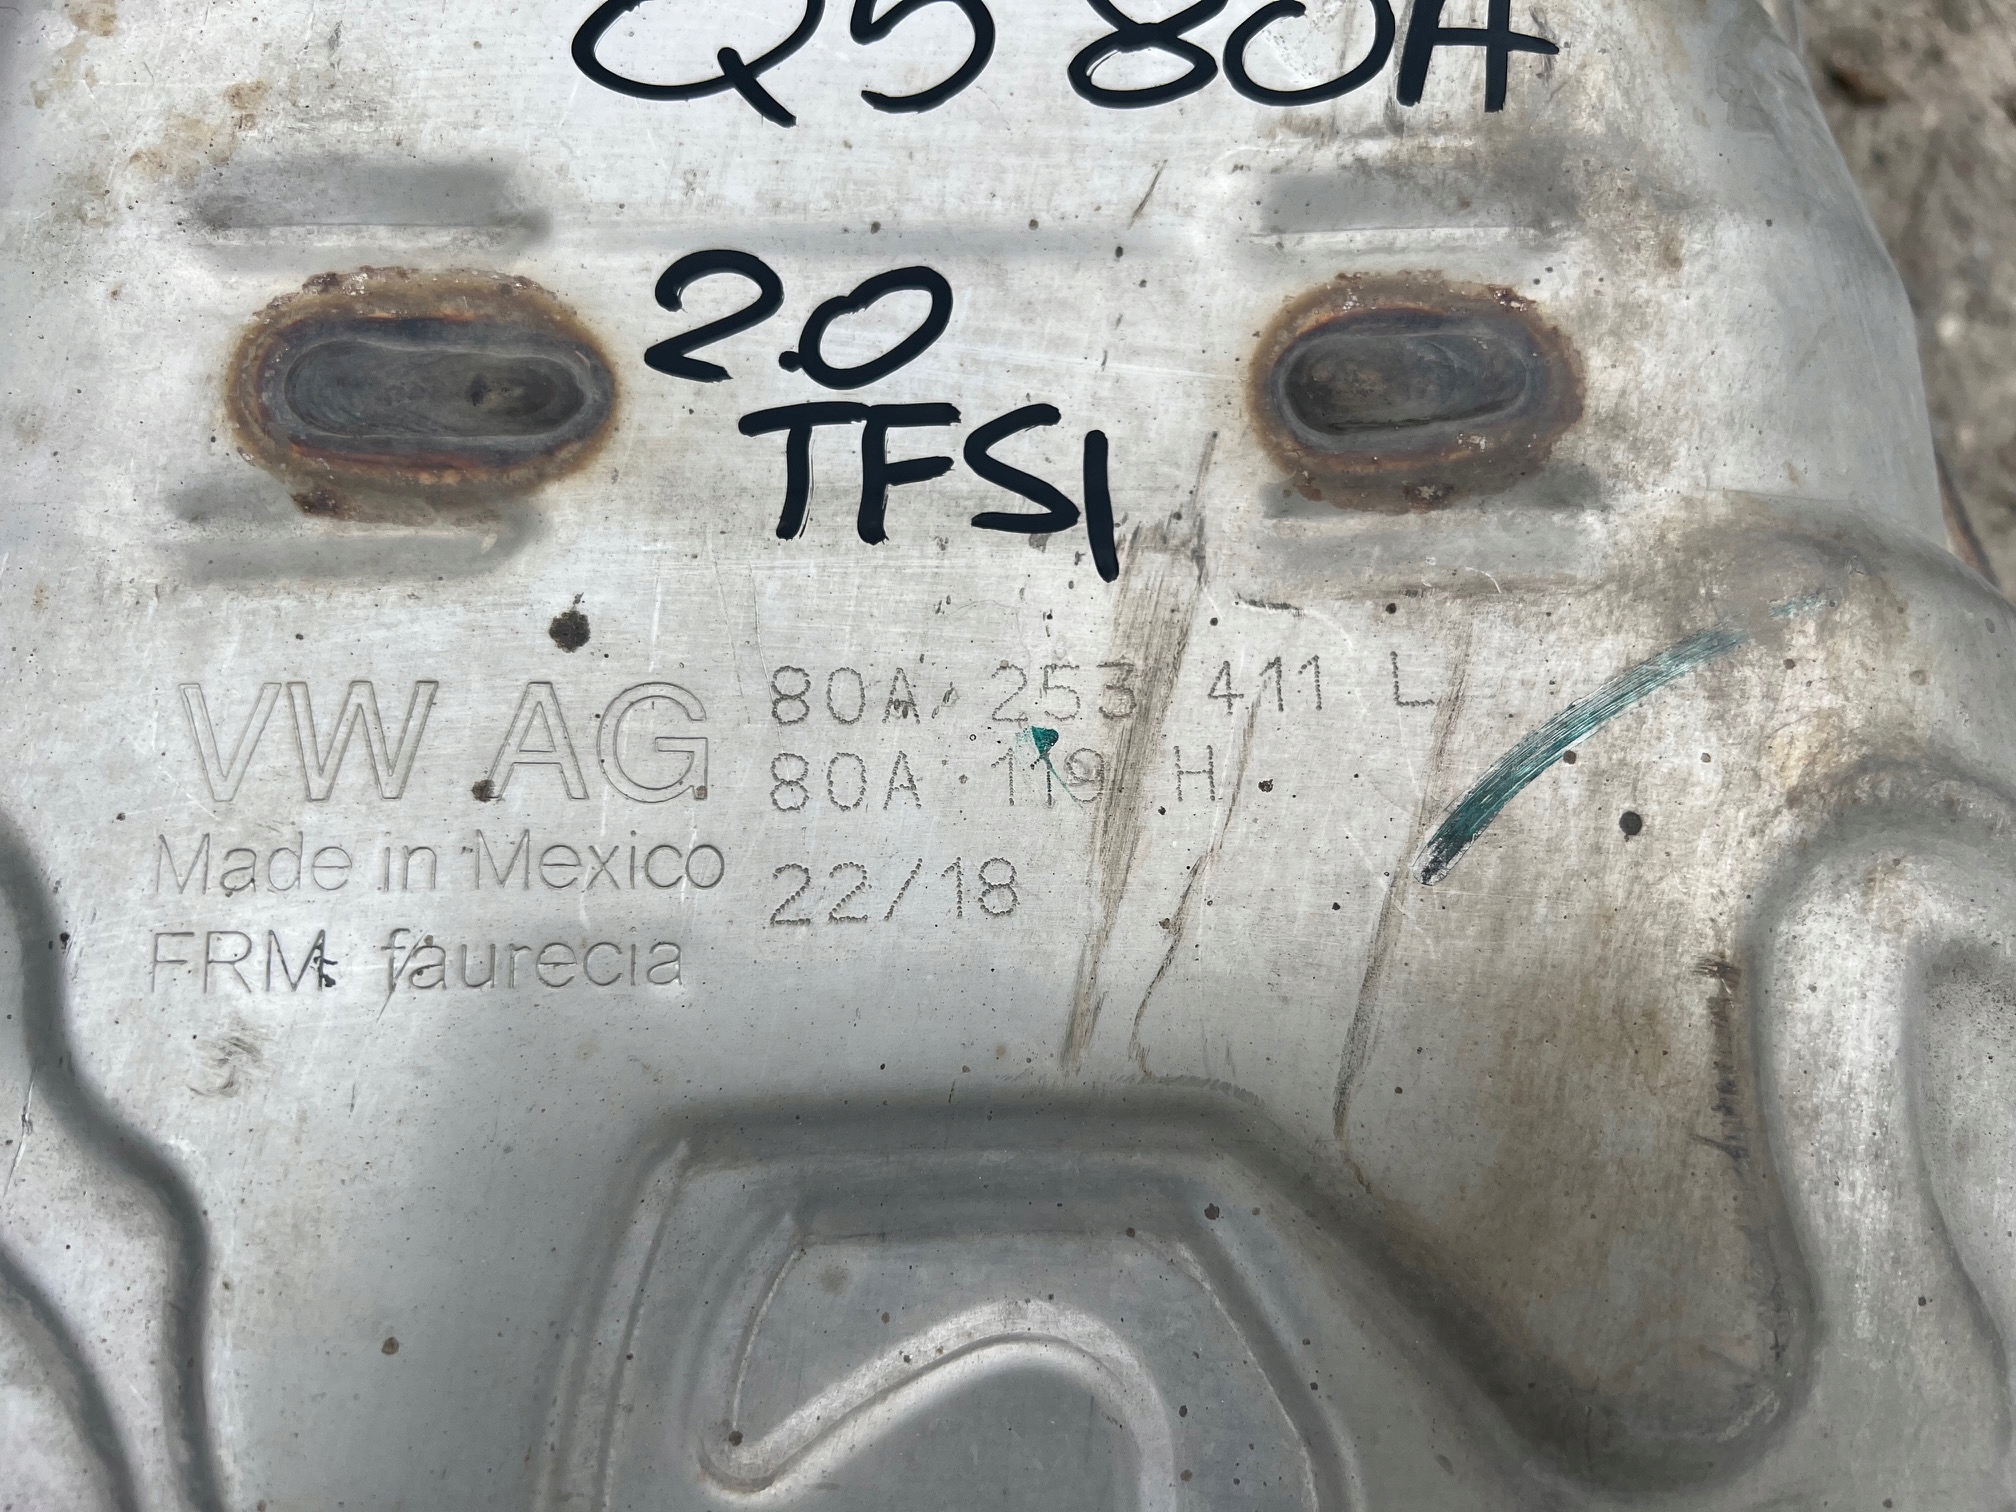 Q5 80A
2.0
TFSI
VW AG 80A 253 411 L
80A 119 H
Made in Mexico 22/18
FRM faurecia